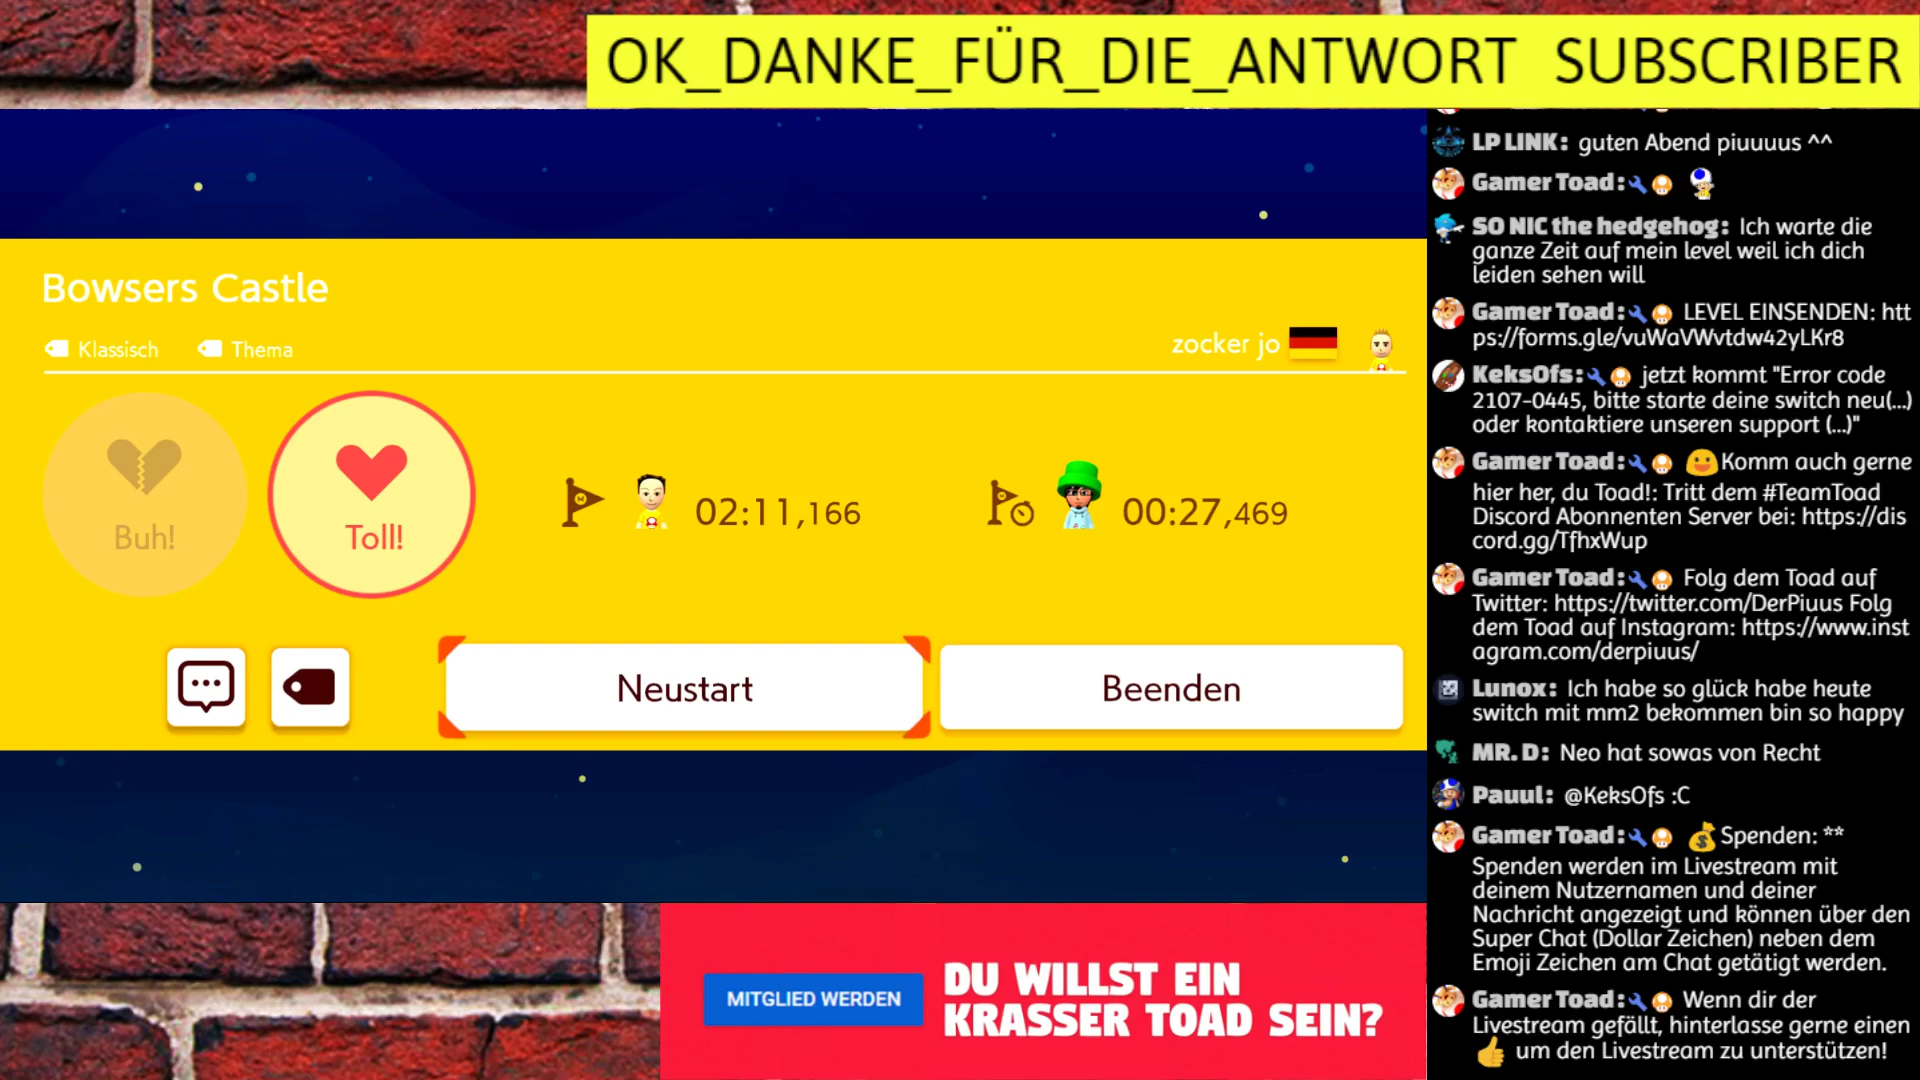 OK_DANKE_FÜR_DIE_ANTWORT SUBSCRIBER
Bowsers Castle
Klassisch Thema
zocker jo
Buh!
Toll!
M 02:11,166
M 00:27,469
Neustart
Beenden
MITGLIED WERDEN
DU WILLST EIN
KRASSER TOAD SEIN?
LP LINK: guten Abend piuuuus ^^
Gamer Toad:
SO NIC the hedgehog: Ich warte die
ganze Zeit auf mein level weil ich dich
leiden sehen will
Gamer Toad: LEVEL EINSENDEN: htt
ps://forms.gle/vuWaVWvtdw42yLKr8
KeksOfs: jetzt kommt "Error code
2107-0445, bitte starte deine switch neu(...)
oder kontaktiere unseren support (...)"
Gamer Toad: Komm auch gerne
hier her, du Toad!: Tritt dem #TeamToad
Discord Abonnenten Server bei: https://dis
cord.gg/TfhxWup
Gamer Toad: Folg dem Toad auf
Twitter: https://twitter.com/DerPiuus Folg
dem Toad auf Instagram: https://www.inst
agram.com/derpiuus/
Lunox: Ich habe so glück habe heute
switch mit mm2 bekommen bin so happy
MR. D: Neo hat sowas von Recht
Pauul: @KeksOfs :C
Gamer Toad: Spenden: **
Spenden werden im Livestream mit
deinem Nutzernamen und deiner
Nachricht angezeigt und können über den
Super Chat (Dollar Zeichen) neben dem
Emoji Zeichen am Chat getätigt werden.
Gamer Toad: Wenn dir der
Livestream gefällt, hinterlasse gerne einen
um den Livestream zu unterstützen!